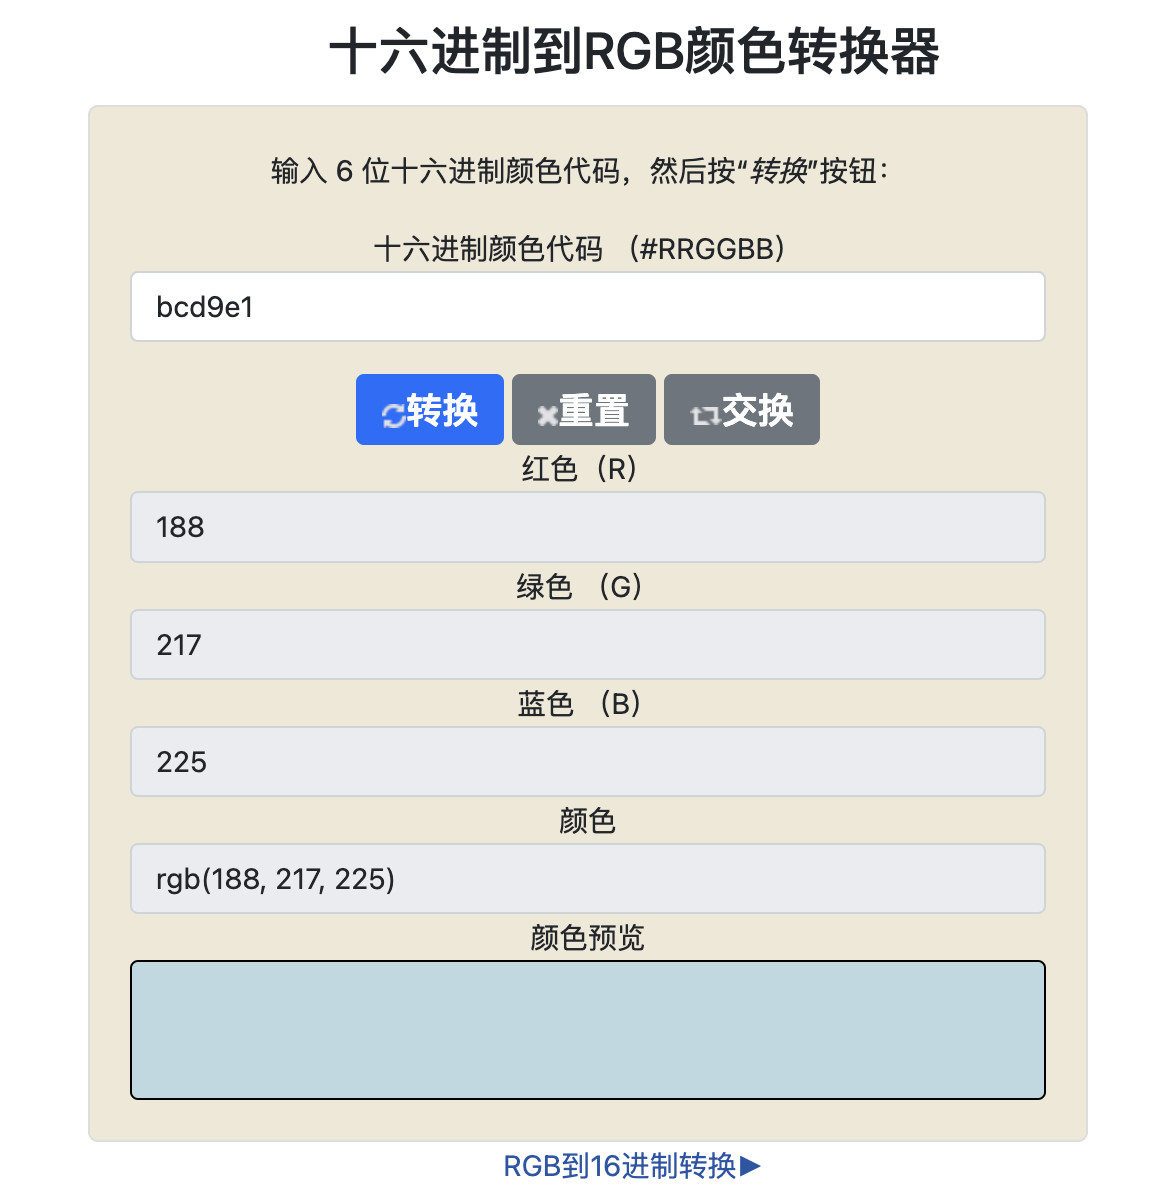 十六进制到RGB颜色转换器
输入 6 位十六进制颜色代码，然后按“转换”按钮：
十六进制颜色代码 （#RRGGBB）
bcd9e1
转换 重置 交换
红色（R）
188
绿色 （G）
217
蓝色 （B）
225
颜色
rgb(188, 217, 225)
颜色预览
RGB到16进制转换►